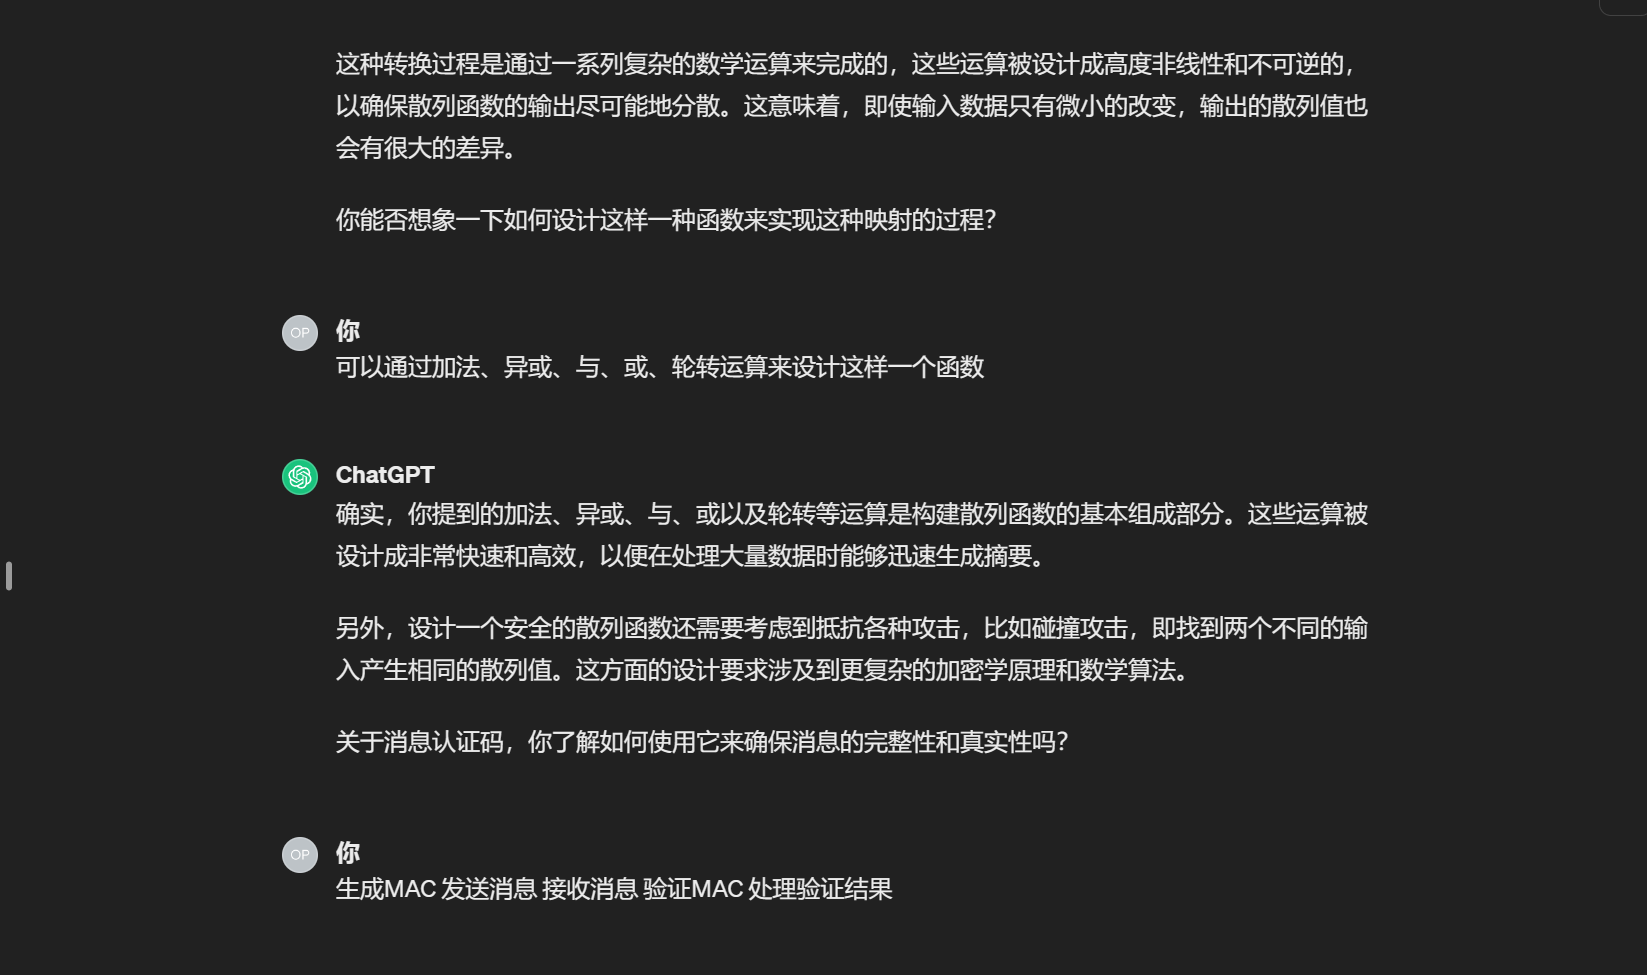 这种转换过程是通过一系列复杂的数学运算来完成的，这些运算被设计成高度非线性和不可逆的，
以确保散列函数的输出尽可能地分散。这意味着，即使输入数据只有微小的改变，输出的散列值也
会有很大的差异。
你能否想象一下如何设计这样一种函数来实现这种映射的过程？
OP 你
可以通过加法、异或、与、或、轮转运算来设计这样一个函数
ChatGPT
确实，你提到的加法、异或、与、或以及轮转等运算是构建散列函数的基本组成部分。这些运算被
设计成非常快速和高效，以便在处理大量数据时能够迅速生成摘要。
另外，设计一个安全的散列函数还需要考虑到抵抗各种攻击，比如碰撞攻击，即找到两个不同的输
入产生相同的散列值。这方面的设计要求涉及到更复杂的加密学原理和数学算法。
关于消息认证码，你了解如何使用它来确保消息的完整性和真实性吗？
OP 你
生成MAC 发送消息 接收消息 验证MAC 处理验证结果